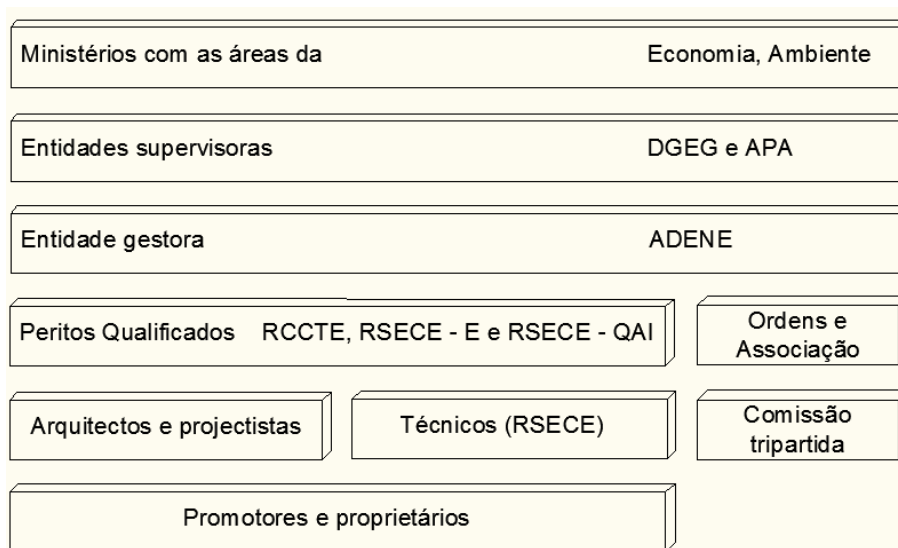 Ministérios com as áreas da Economia, Ambiente
Entidades supervisoras DGEG e APA
Entidade gestora ADENE
Peritos Qualificados RCCTE, RSECE - E e RSECE - QAI
Ordens e
Associação
Arquitectos e projectistas
Técnicos (RSECE)
Comissão
tripartida
Promotores e proprietários